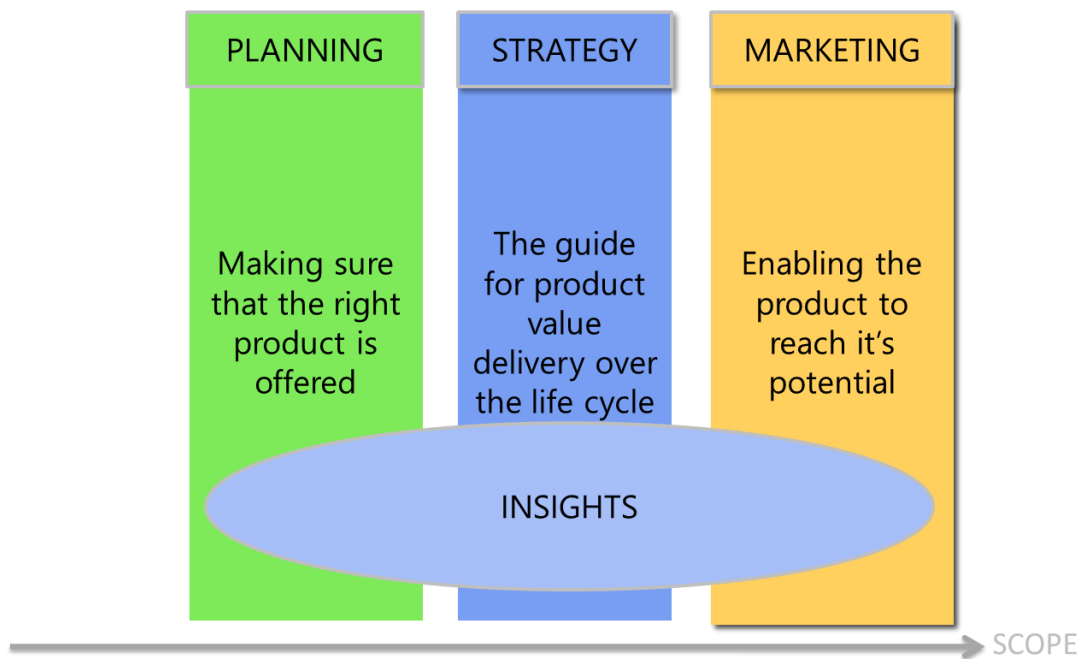 PLANNING
STRATEGY
MARKETING
Making sure
that the right
product is
offered
The guide
for product
value
delivery over
the life cycle
Enabling the
product to
reach it’s
potential
INSIGHTS
SCOPE